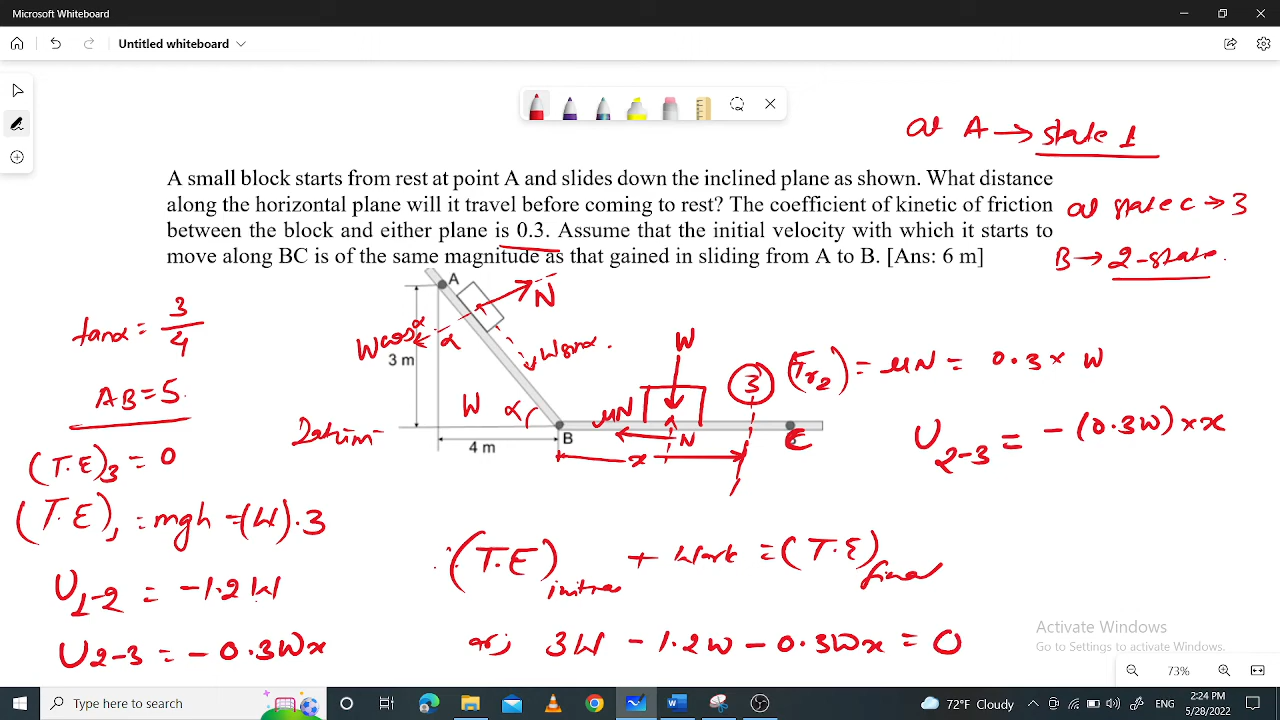 Microsoft Whiteboard
Untitled whiteboard
at A → state 1
A small block starts from rest at point A and slides down the inclined plane as shown. What distance
along the horizontal plane will it travel before coming to rest? The coefficient of kinetic of friction
between the block and either plane is 0.3. Assume that the initial velocity with which it starts to
move along BC is of the same magnitude as that gained in sliding from A to B. [Ans: 6 m]
at state c → 3
B → 2-state.
A
N
Wcosα
α
Wsinα.
3 m
W
α
B
4 m
Datum
tanα = 3/4
AB = 5
(T.E)3 = 0
(T.E)1 = mgh = (W).3
U1-2 = -1.2W
U2-3 = -0.3Wx
W
μN
N
x
3
C
(Fr2) = μN = 0.3 × W
U2-3 = -(0.3W) × x
∴ (T.E)initial + Work = (T.E)final
or, 3W - 1.2W - 0.3Wx = 0
Activate Windows
Go to Settings to activate Windows.
73%
Type here to search
72°F Cloudy
2:24 PM
5/28/2022